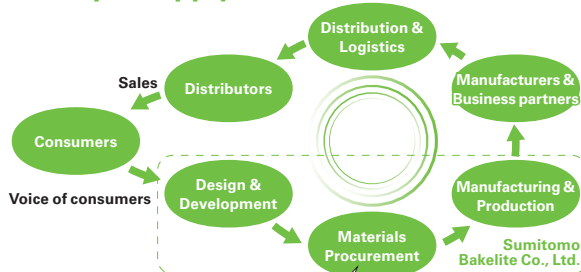 Distribution &
Logistics
Sales
Distributors
Manufacturers &
Business partners
Consumers
Voice of consumers
Design &
Development
Manufacturing &
Production
Materials
Procurement
Sumitomo
Bakelite Co., Ltd.